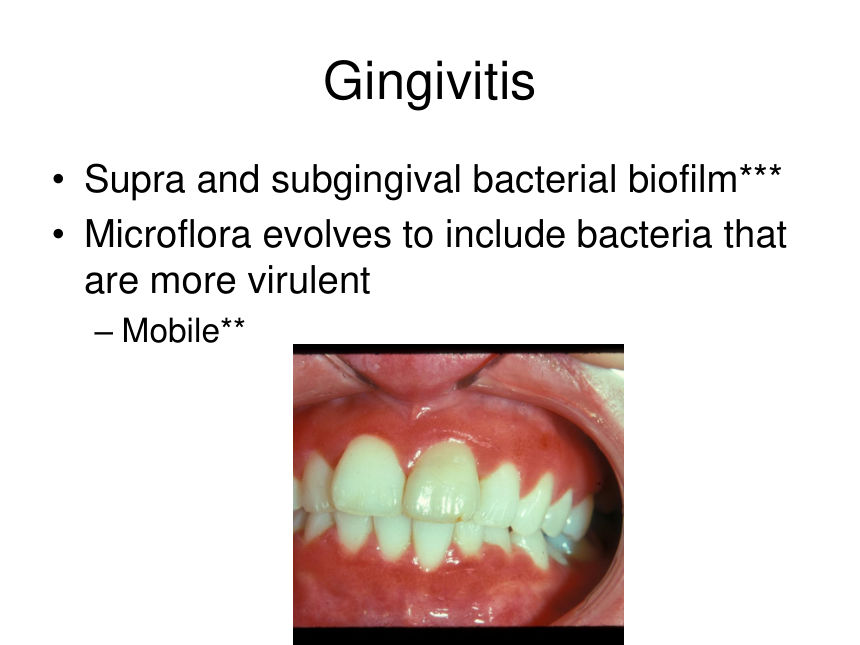 Gingivitis
• Supra and subgingival bacterial biofilm***
• Microflora evolves to include bacteria that
are more virulent
– Mobile**